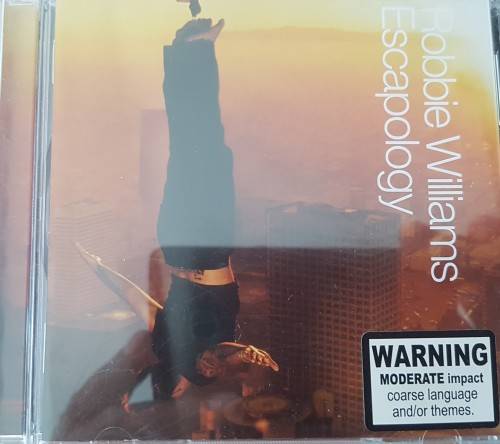 Robbie Williams
Escapology
WARNING
MODERATE impact
coarse language
and/or themes.